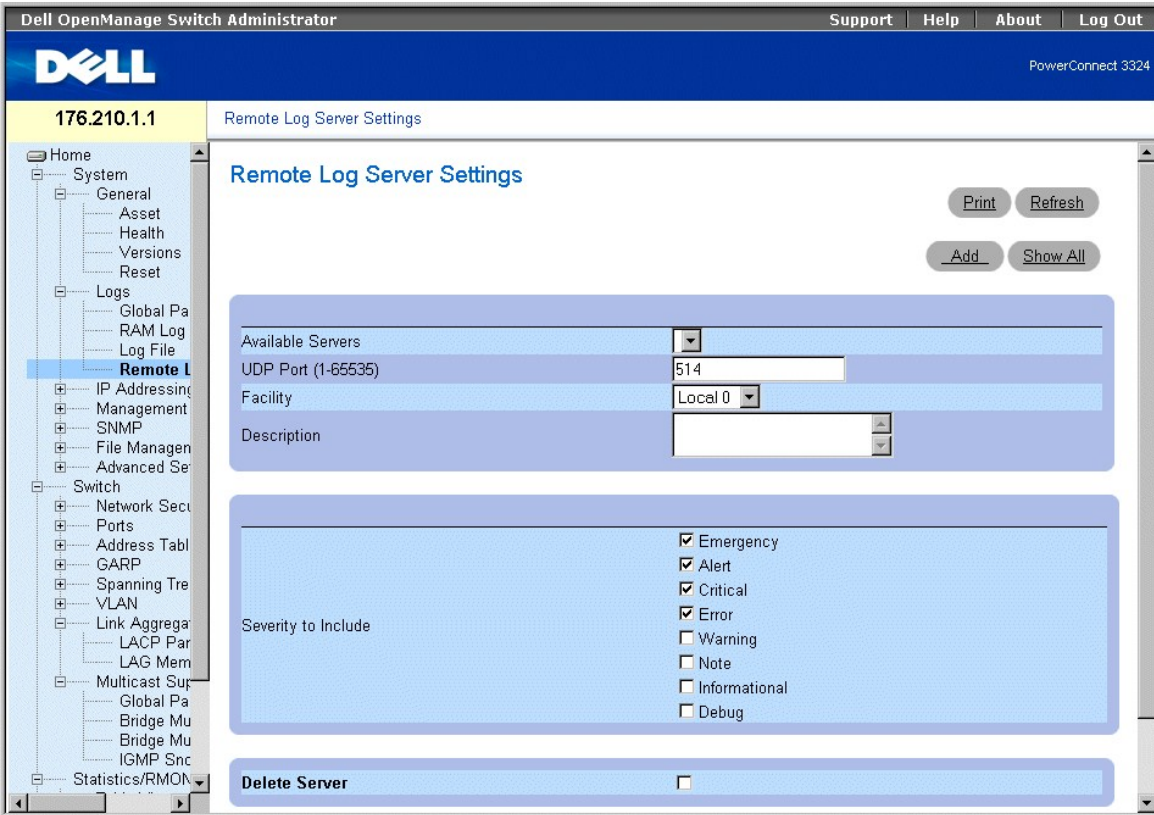 Dell OpenManage Switch Administrator
Support Help About Log Out
DELL
PowerConnect 3324
176.210.1.1
Remote Log Server Settings
Home
System
General
Asset
Health
Versions
Reset
Logs
Global Pa
RAM Log
Log File
Remote L
IP Addressing
Management
SNMP
File Managen
Advanced Se
Switch
Network Secu
Ports
Address Tabl
GARP
Spanning Tre
VLAN
Link Aggrega
LACP Par
LAG Mem
Multicast Sup
Global Pa
Bridge Mu
Bridge Mu
IGMP Sno
Statistics/RMON
Remote Log Server Settings
Print Refresh
Add Show All
Available Servers
UDP Port (1-65535) 514
Facility Local 0
Description
Severity to Include
Emergency
Alert
Critical
Error
Warning
Note
Informational
Debug
Delete Server